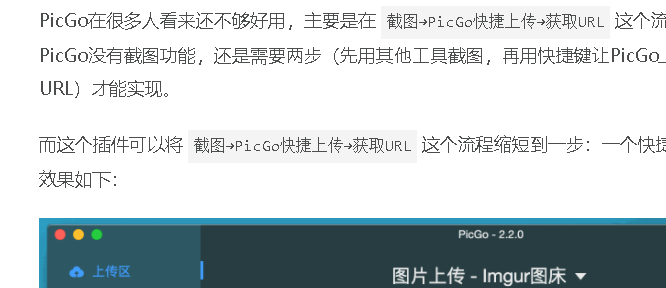 PicGo在很多人看来还不够好用，主要是在 截图→PicGo快捷上传→获取URL 这个流
PicGo没有截图功能，还是需要两步（先用其他工具截图，再用快捷键让PicGo上
URL）才能实现。
而这个插件可以将 截图→PicGo快捷上传→获取URL 这个流程缩短到一步：一个快捷
效果如下：
PicGo - 2.2.0
上传区
图片上传 - Imgur图床